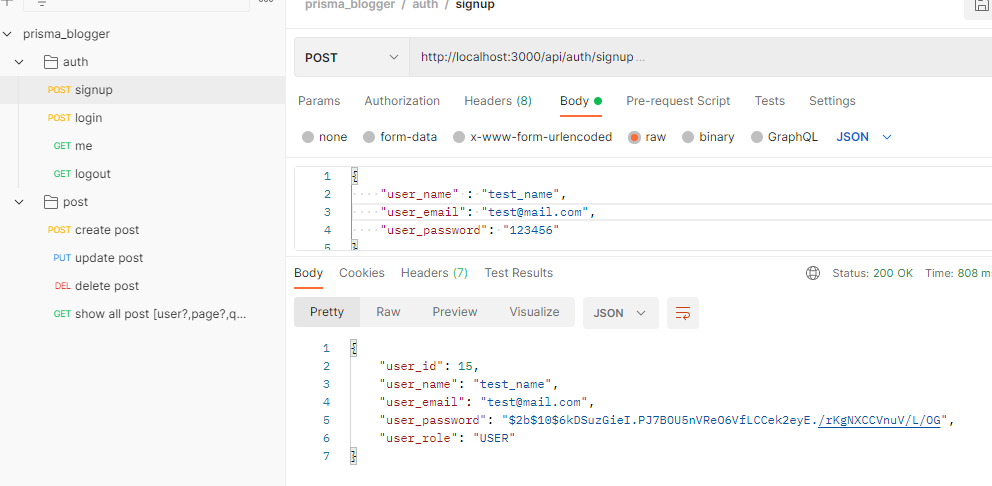 prisma_blogger / auth / signup
prisma_blogger
auth
POST signup
POST login
GET me
GET logout
post
POST create post
PUT update post
DEL delete post
GET show all post [user?,page?,q...
POST http://localhost:3000/api/auth/signup ...
Params Authorization Headers (8) Body Pre-request Script Tests Settings
none form-data x-www-form-urlencoded raw binary GraphQL JSON
1 {
2 "user_name" : "test_name",
3 "user_email": "test@mail.com",
4 "user_password": "123456"
5 }
Body Cookies Headers (7) Test Results Status: 200 OK Time: 808 ms
Pretty Raw Preview Visualize JSON
1 {
2 "user_id": 15,
3 "user_name": "test_name",
4 "user_email": "test@mail.com",
5 "user_password": "$2b$10$6kDSuzGieI.PJ7BOU5nVReO6VfLCCek2eyE./rKgNXCCVnuV/L/OG",
6 "user_role": "USER"
7 }